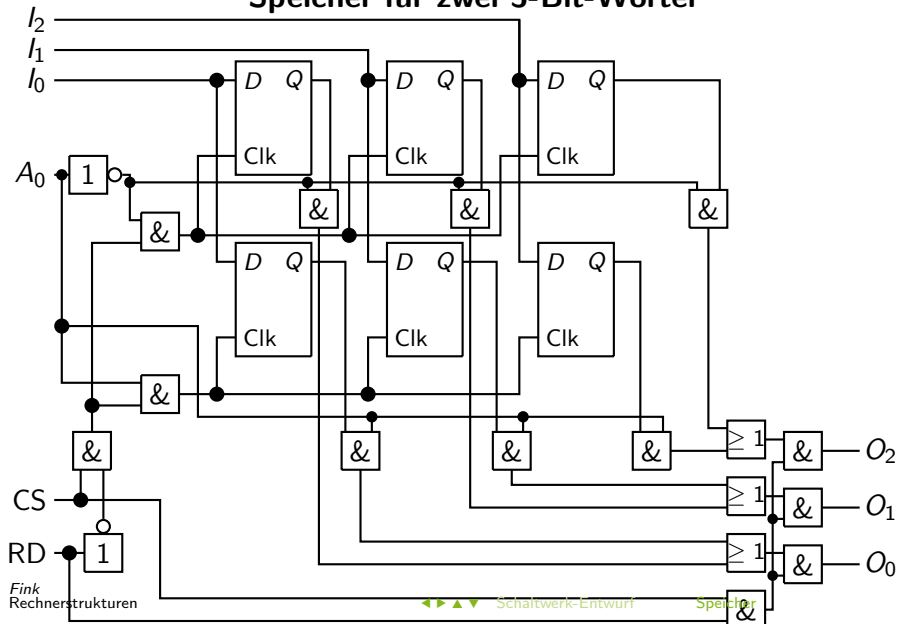 Speicher für zwei 3-Bit-Wörter
I₂
I₁
I₀
D Q
Clk
D Q
Clk
D Q
Clk
A₀
1
&
&
&
&
D Q
Clk
D Q
Clk
D Q
Clk
&
&
&
&
&
≥ 1
&
O₂
CS
≥ 1
&
O₁
RD
1
≥ 1
&
O₀
&
Fink
Rechnerstrukturen
Schaltwerk-Entwurf
Speicher